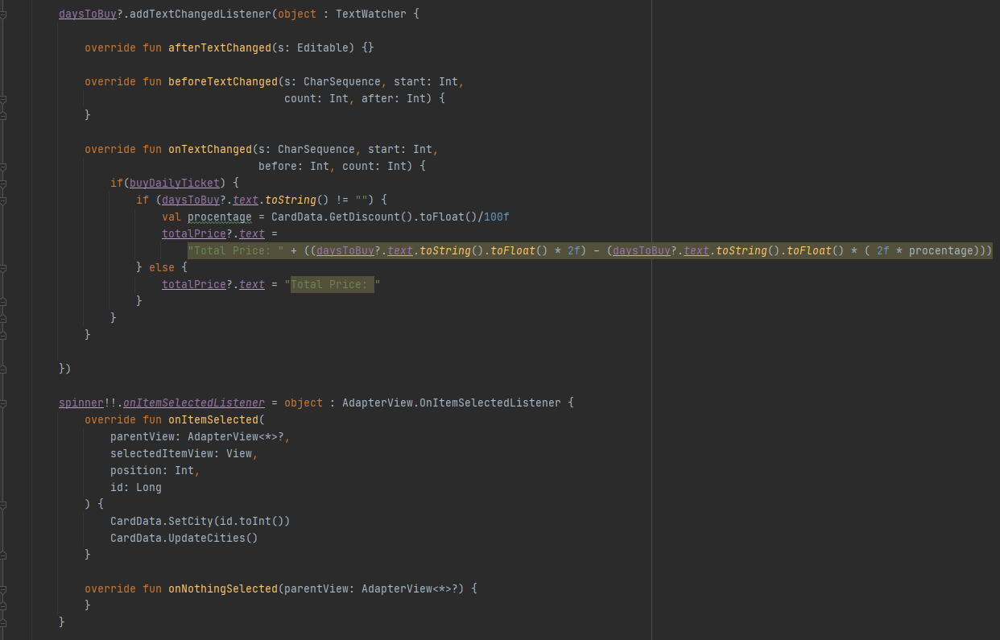 daysToBuy?.addTextChangedListener(object : TextWatcher {
override fun afterTextChanged(s: Editable) {}
override fun beforeTextChanged(s: CharSequence, start: Int,
count: Int, after: Int) {
}
override fun onTextChanged(s: CharSequence, start: Int,
before: Int, count: Int) {
if(buyDailyTicket) {
if (daysToBuy?.text.toString() != "") {
val procentage = CardData.GetDiscount().toFloat()/100f
totalPrice?.text =
"Total Price: " + ((daysToBuy?.text.toString().toFloat() * 2f) - (daysToBuy?.text.toString().toFloat() * ( 2f * procentage)))
} else {
totalPrice?.text = "Total Price: "
}
}
}
})
spinner!!.onItemSelectedListener = object : AdapterView.OnItemSelectedListener {
override fun onItemSelected(
parentView: AdapterView<*>?,
selectedItemView: View,
position: Int,
id: Long
) {
CardData.SetCity(id.toInt())
CardData.UpdateCities()
}
override fun onNothingSelected(parentView: AdapterView<*>?) {
}
}